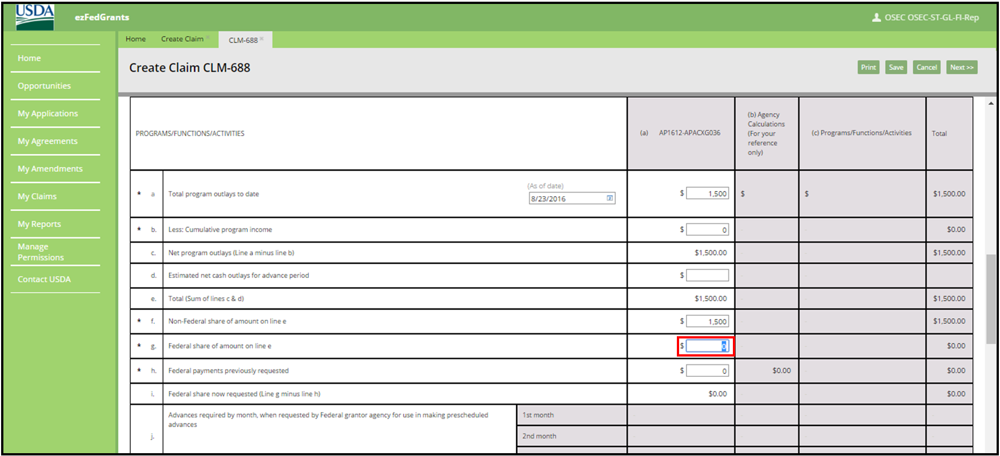 USDA
ezFedGrants
OSEC OSEC-ST-GL-FI-Rep
Home
Opportunities
My Applications
My Agreements
My Amendments
My Claims
My Reports
Manage
Permissions
Contact USDA
Home Create Claim CLM-688
Create Claim CLM-688
Print Save Cancel Next >>
PROGRAMS/FUNCTIONS/ACTIVITIES
(a) AP1612-APACXG036
(b) Agency
Calculations
(For your
reference
only)
(c) Programs/Functions/Activities
Total
(As of date)
* a Total program outlays to date 8/23/2016 $ 1,500 $ $ $1,500.00
* b. Less: Cumulative program income $ 0 $0.00
c. Net program outlays (Line a minus line b) $1,500.00 $1,500.00
d. Estimated net cash outlays for advance period $
e. Total (Sum of lines c & d) $1,500.00 $1,500.00
* f. Non-Federal share of amount on line e $ 1,500 $1,500.00
* g. Federal share of amount on line e $ 0 $0.00
* h. Federal payments previously requested $ 0 $0.00 $0.00
i. Federal share now requested (Line g minus line h) $0.00 $0.00
j. Advances required by month, when requested by Federal grantor agency for use in making prescheduled
advances
1st month
2nd month